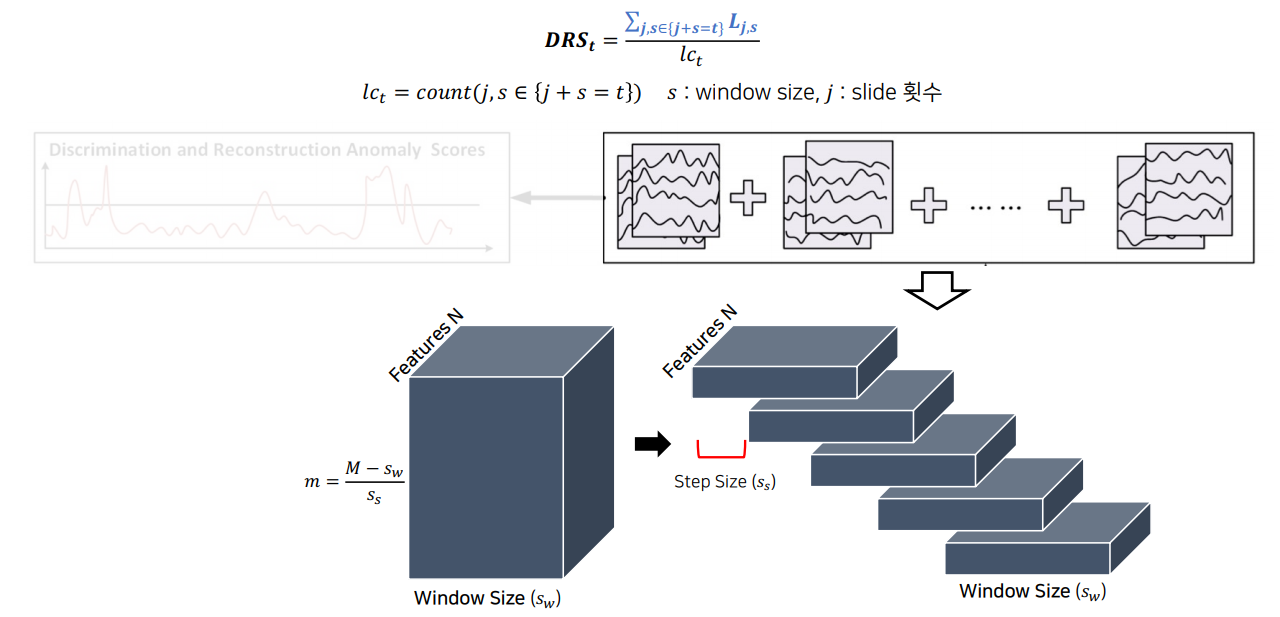 DRS_t = ∑_{j,s∈{j+s=t}} L_{j,s} / lc_t
lc_t = count(j, s ∈ {j + s = t}) s : window size, j : slide 횟수
Discrimination and Reconstruction Anomaly Scores
... ...
Features N
Features N
m = (M − s_w) / s_s
Step Size (s_s)
Window Size (s_w)
Window Size (s_w)